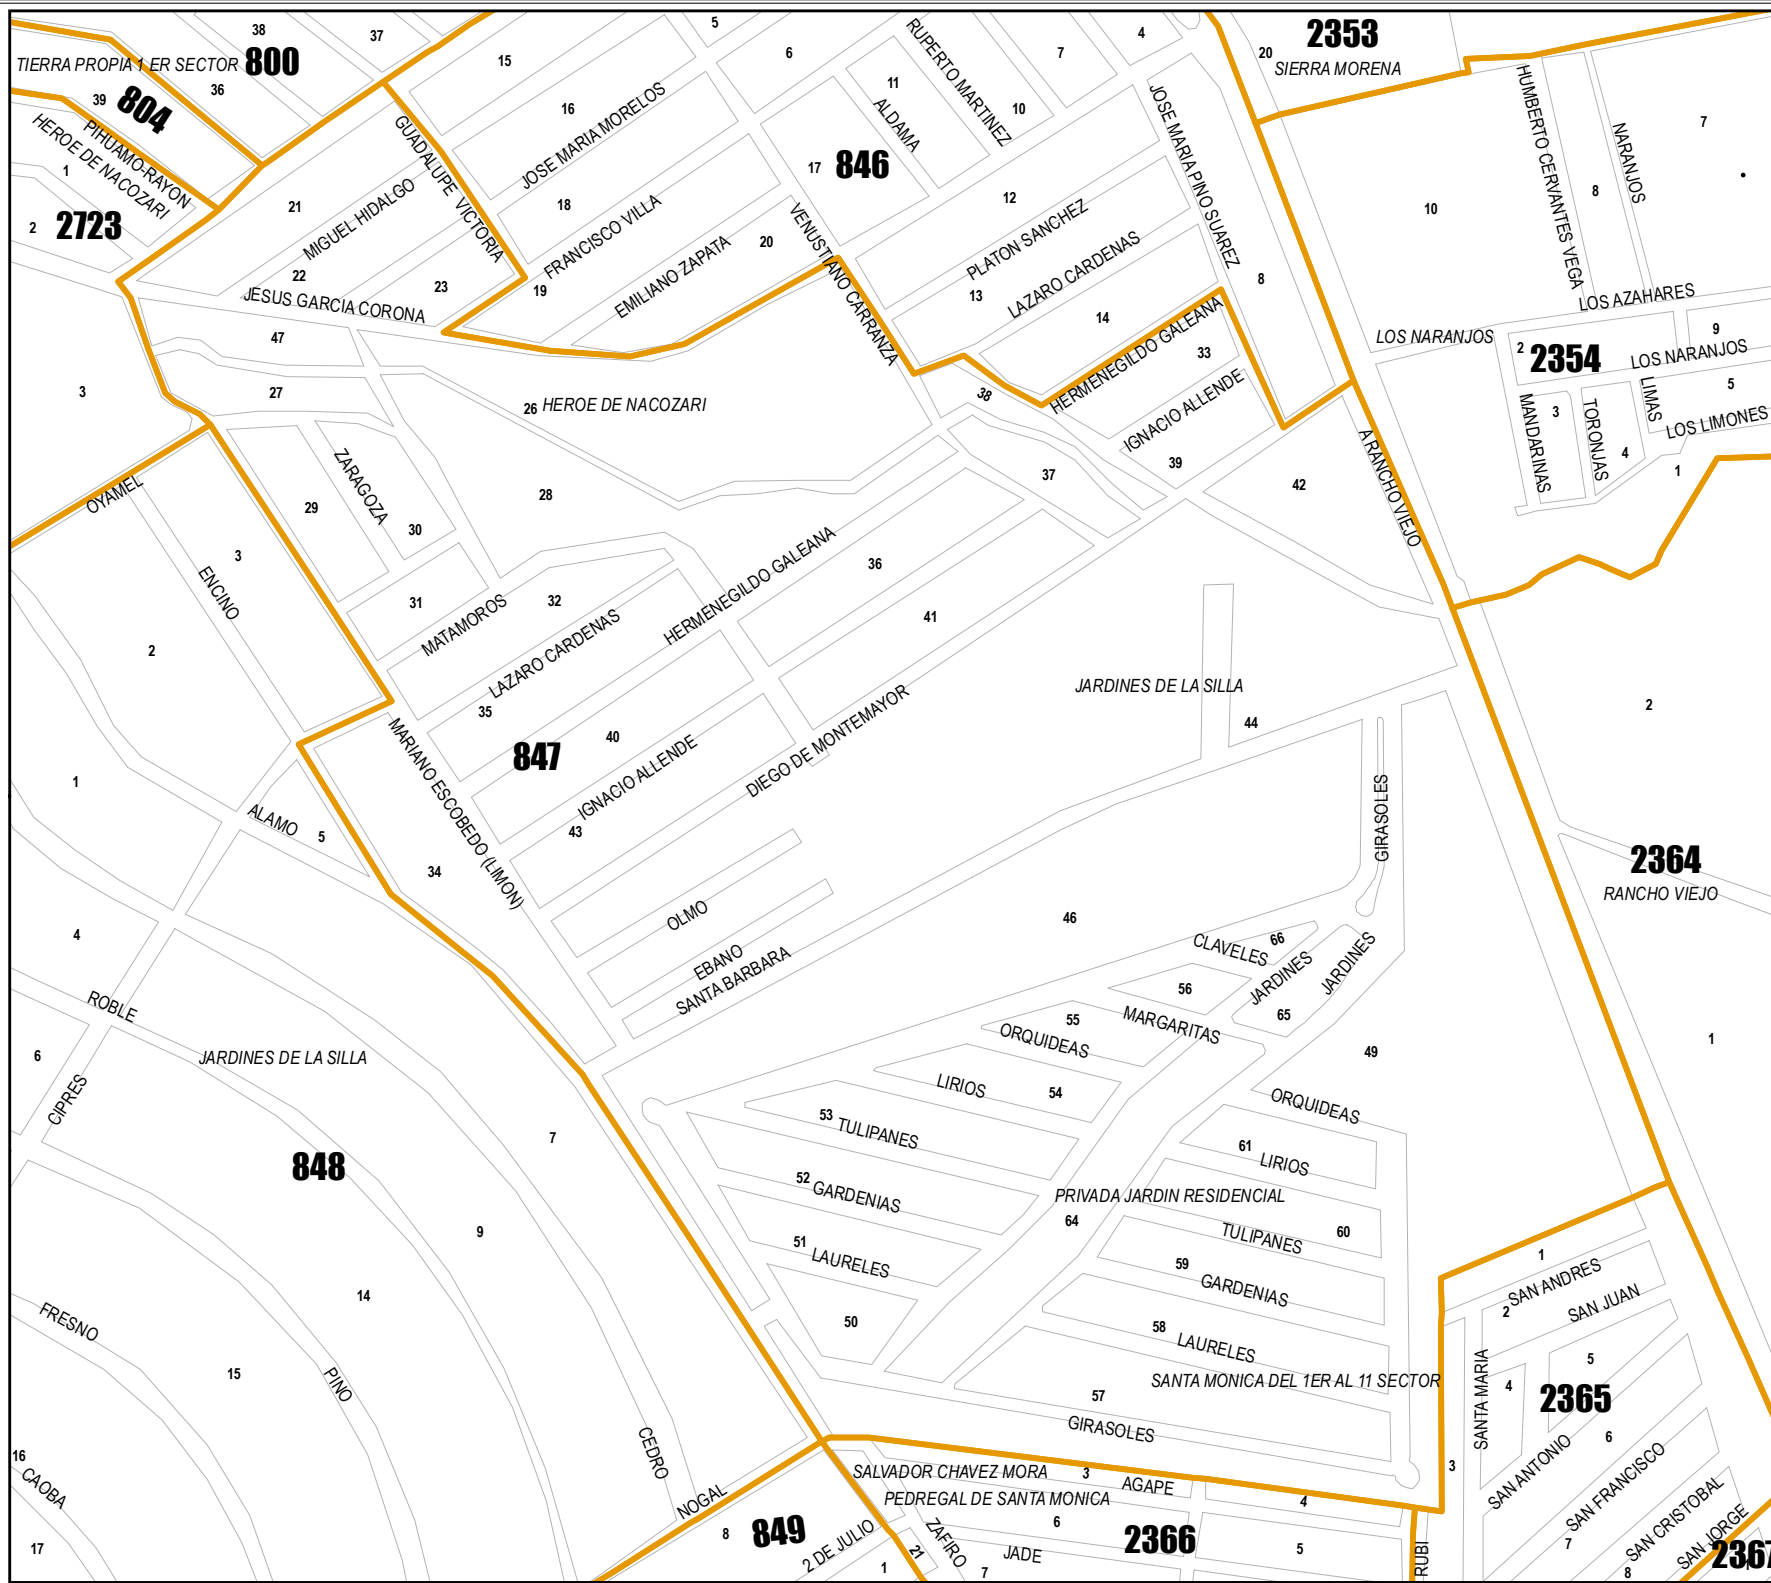 38
37
5
4
2353
20
SIERRA MORENA
TIERRA PROPIA 1 ER SECTOR
800
15
6
RUPERTO MARTINEZ
7
36
39
804
16
11
ALDAMA
10
JOSE MARIA PINO SUAREZ
HUMBERTO CERVANTES VEGA
NARANJOS
7
HEROE DE NACOZARI
PIHUAMO-RAYON
GUADALUPE VICTORIA
JOSE MARIA MORELOS
17
846
1
2
2723
21
MIGUEL HIDALGO
18
FRANCISCO VILLA
VENUSTIANO CARRANZA
12
PLATON SANCHEZ
10
8
22
23
JESUS GARCIA CORONA
19
EMILIANO ZAPATA
20
13
LAZARO CARDENAS
14
8
LOS AZAHARES
47
HERMENEGILDO GALEANA
33
LOS NARANJOS
2
2354
9
LOS NARANJOS
3
27
26
HEROE DE NACOZARI
38
IGNACIO ALLENDE
MANDARINAS
3
TORONJAS
LIMAS
5
LOS LIMONES
4
1
OYAMEL
29
ZARAGOZA
30
28
37
39
42
A RANCHO VIEJO
3
ENCINO
2
31
MATAMOROS
32
LAZARO CARDENAS
HERMENEGILDO GALEANA
36
41
35
JARDINES DE LA SILLA
44
2
MARIANO ESCOBEDO (LIMON)
847
40
IGNACIO ALLENDE
DIEGO DE MONTEMAYOR
1
ALAMO
5
34
43
GIRASOLES
2364
RANCHO VIEJO
4
OLMO
EBANO
SANTA BARBARA
46
CLAVELES
66
JARDINES
JARDINES
56
65
MARGARITAS
55
ORQUIDEAS
ROBLE
6
JARDINES DE LA SILLA
CIPRES
49
1
LIRIOS
54
ORQUIDEAS
53
TULIPANES
7
61
LIRIOS
848
52
GARDENIAS
PRIVADA JARDIN RESIDENCIAL
64
9
51
LAURELES
TULIPANES
60
59
GARDENIAS
1
SAN ANDRES
14
2
SAN JUAN
FRESNO
50
58
LAURELES
15
PINO
57
SANTA MONICA DEL 1ER AL 11 SECTOR
SANTA MARIA
4
5
2365
GIRASOLES
CEDRO
6
16
CAOBA
SALVADOR CHAVEZ MORA
3
AGAPE
3
SAN ANTONIO
SAN FRANCISCO
NOGAL
PEDREGAL DE SANTA MONICA
4
SAN CRISTOBAL
SAN JORGE
17
8
849
2 DE JULIO
21
ZAFIRO
6
JADE
2366
5
RUBI
7
8
2367
1
7